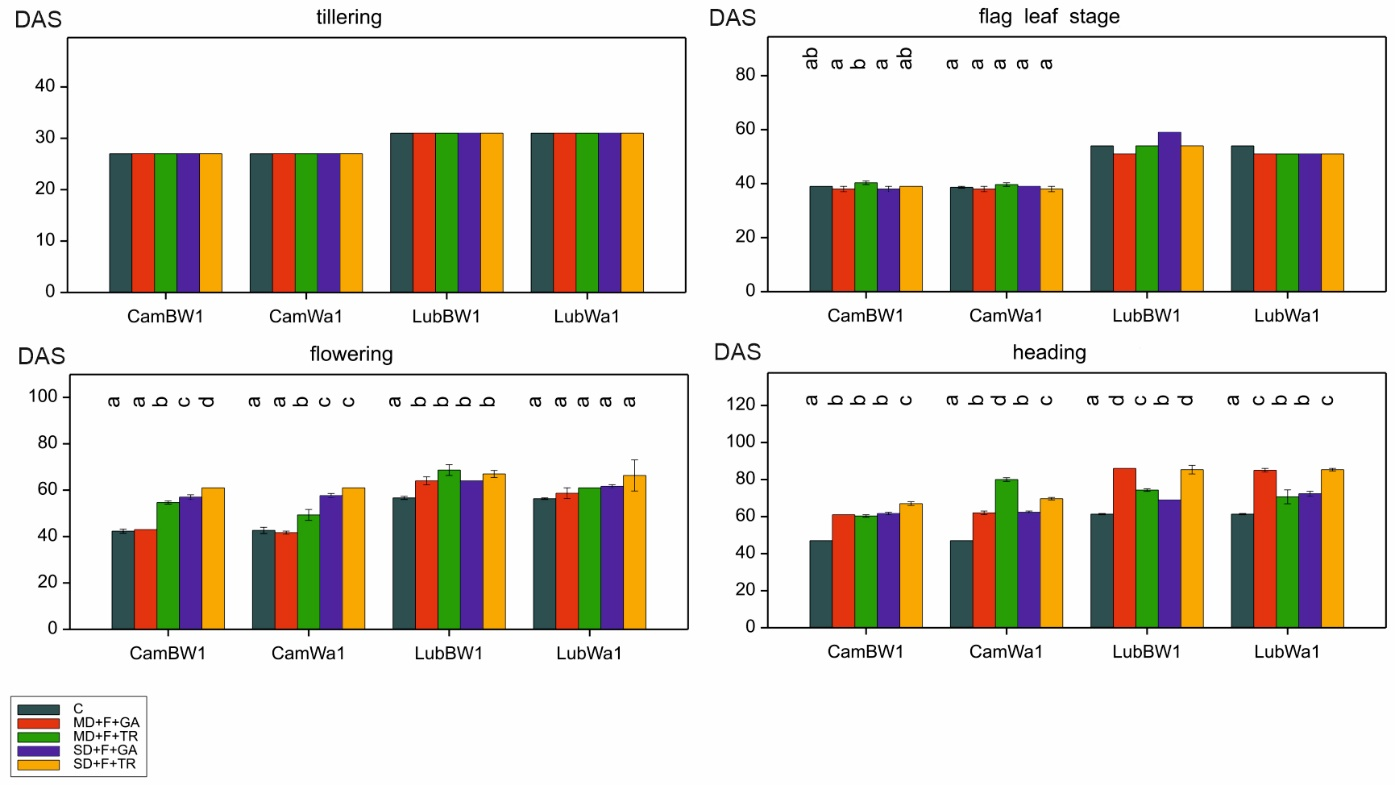 DAS
tillering
40
30
20
10
0
CamBW1 CamWa1 LubBW1 LubWa1
DAS
flag leaf stage
ab a b a ab a a a a a
80
60
40
20
0
CamBW1 CamWa1 LubBW1 LubWa1
DAS
flowering
a a b c d a a b c c a b b b b a a a a a
100
80
60
40
20
0
CamBW1 CamWa1 LubBW1 LubWa1
DAS
heading
a b b b c a b d b c a d c b d a c b b c
120
100
80
60
40
20
0
CamBW1 CamWa1 LubBW1 LubWa1
C
MD+F+GA
MD+F+TR
SD+F+GA
SD+F+TR